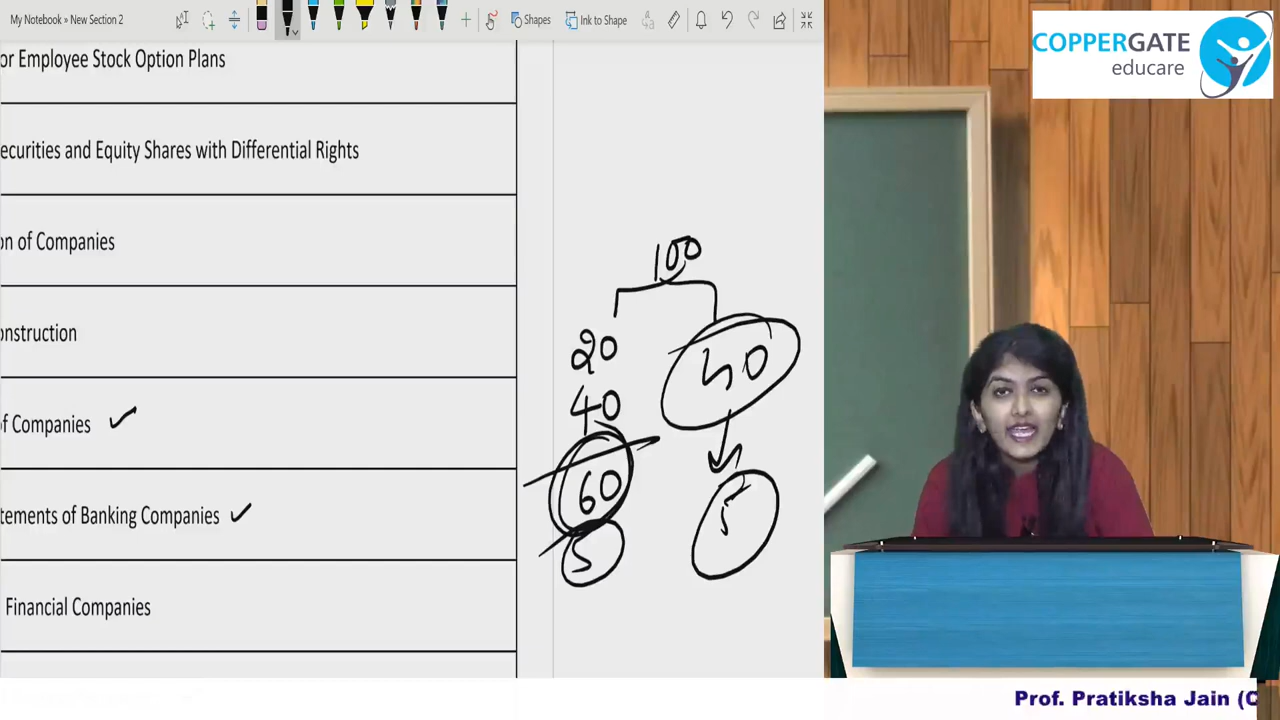 My Notebook » New Section 2
Shapes
Ink to Shape
COPPERGATE
educare
or Employee Stock Option Plans
ecurities and Equity Shares with Differential Rights
on of Companies
onstruction
of Companies
tements of Banking Companies
Financial Companies
100
20
40
40
60
5
5
Prof. Pratiksha Jain (C